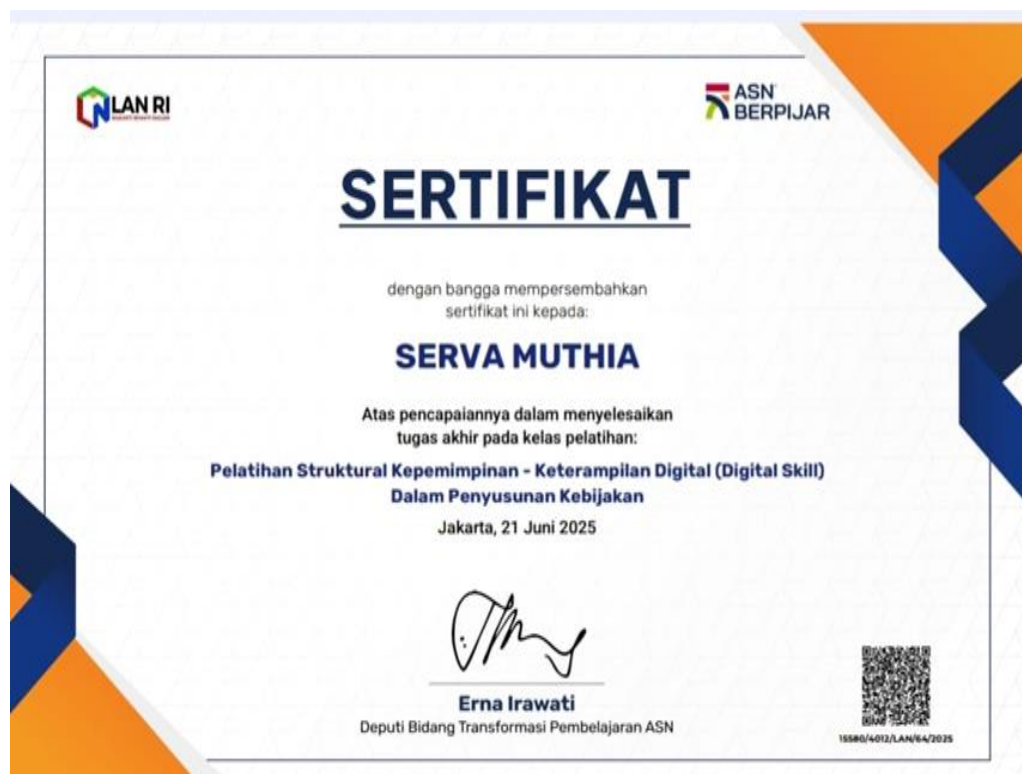 LAN RI
ASN
BERPIJAR
SERTIFIKAT
dengan bangga mempersembahkan
sertifikat ini kepada:
SERVA MUTHIA
Atas pencapaiannya dalam menyelesaikan
tugas akhir pada kelas pelatihan:
Pelatihan Struktural Kepemimpinan - Keterampilan Digital (Digital Skill)
Dalam Penyusunan Kebijakan
Jakarta, 21 Juni 2025
Erna Irawati
Deputi Bidang Transformasi Pembelajaran ASN
15580/4012/LAN/64/2025